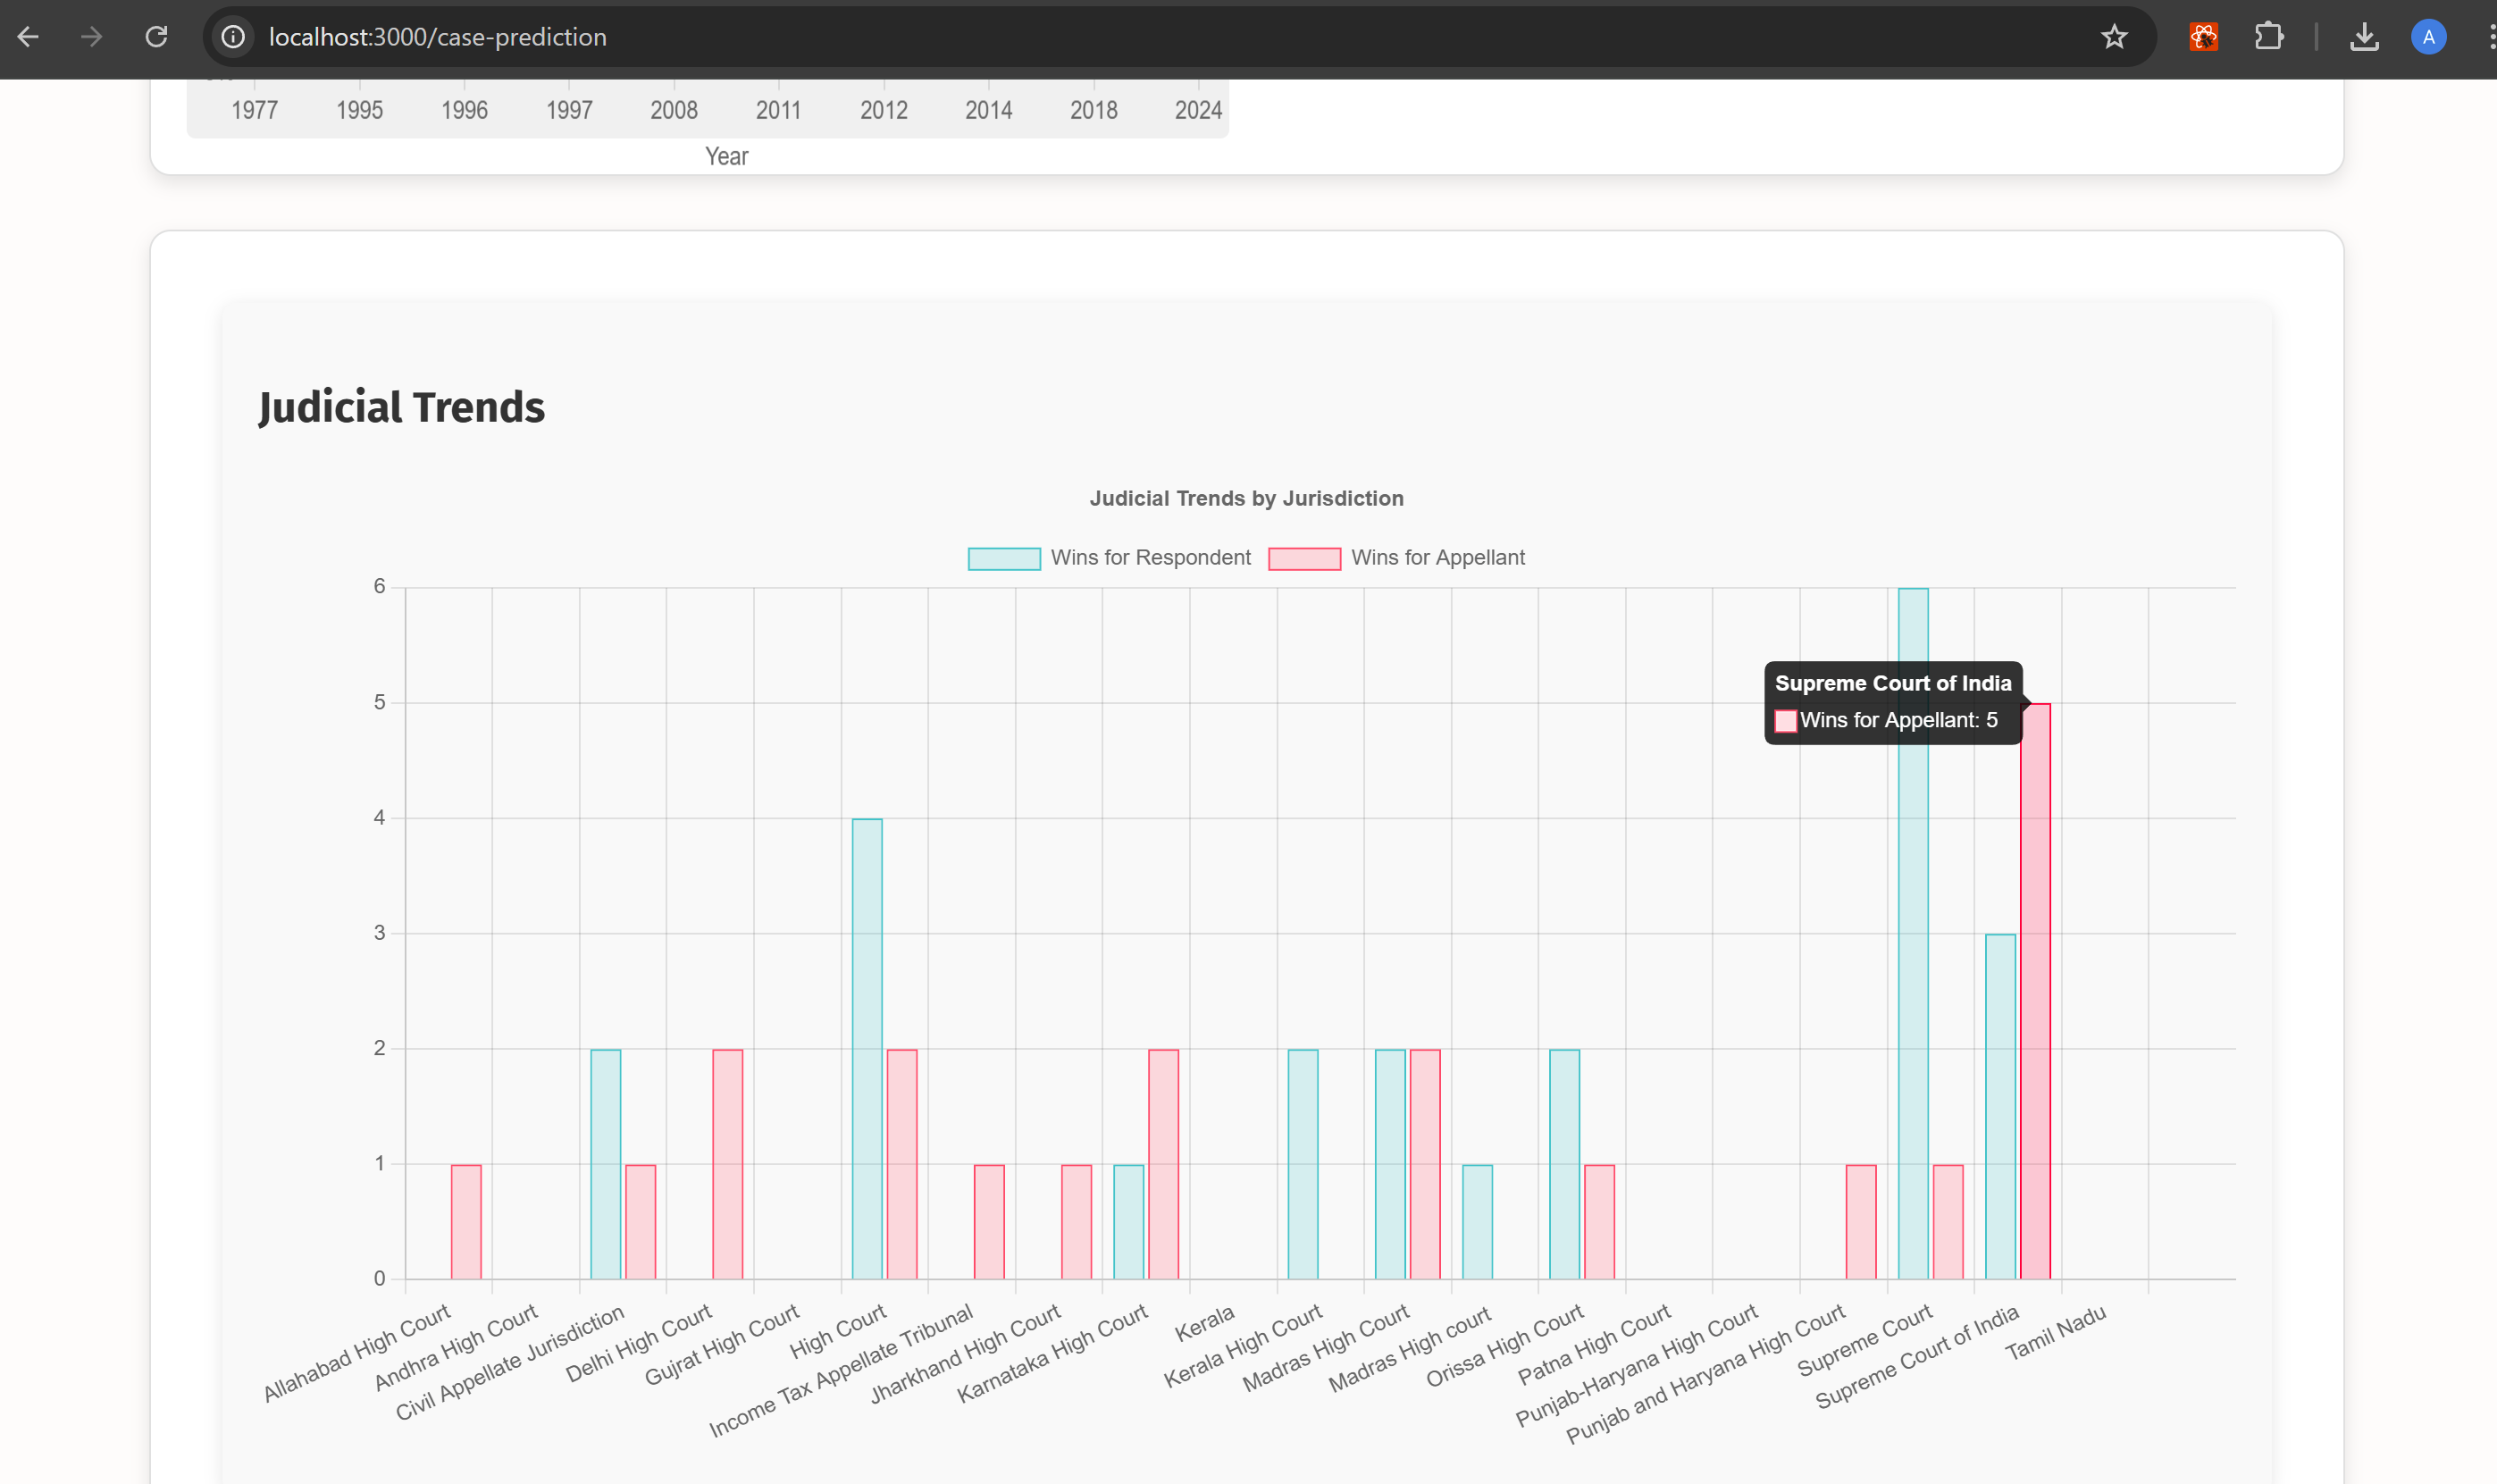 localhost:3000/case-prediction
A
1977 1995 1996 1997 2008 2011 2012 2014 2018 2024
Year
Judicial Trends
Judicial Trends by Jurisdiction
Wins for Respondent Wins for Appellant
6
5
4
3
2
1
0
Supreme Court of India
Wins for Appellant: 5
Allahabad High Court
Andhra High Court
Civil Appellate Jurisdiction
Delhi High Court
Gujrat High Court
High Court
Income Tax Appellate Tribunal
Jharkhand High Court
Karnataka High Court
Kerala
Kerala High Court
Madras High Court
Madras High court
Orissa High Court
Patna High Court
Punjab-Haryana High Court
Punjab and Haryana High Court
Supreme Court
Supreme Court of India
Tamil Nadu